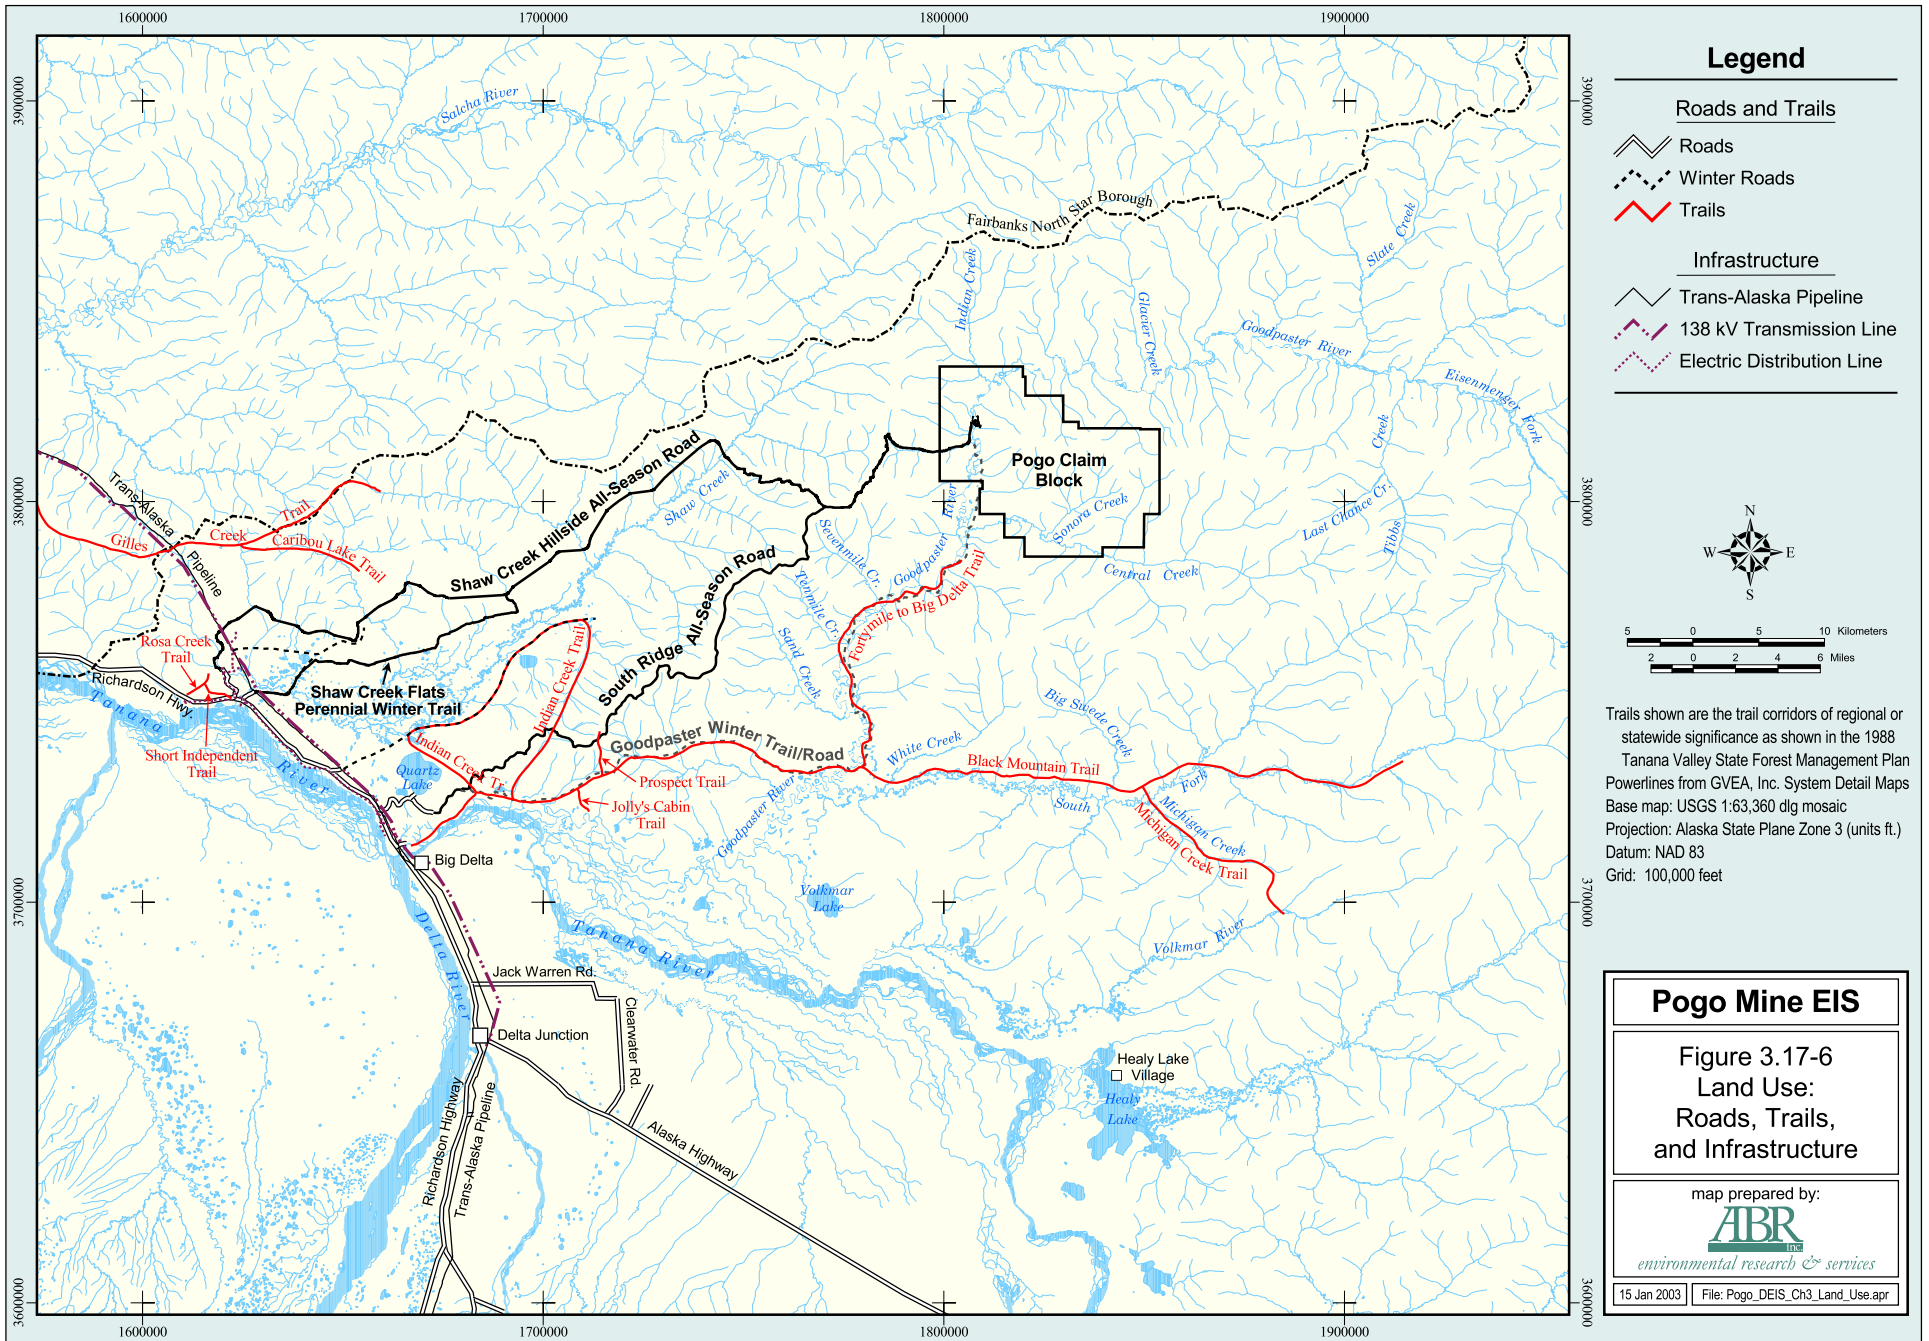 1600000
1700000
1800000
1900000
3900000
3900000
3800000
3800000
3700000
3700000
3600000
3600000
Salcha River
Fairbanks North Star Borough
Slate Creek
Indian Creek
Glacier Creek
Goodpaster River
Eisenmenger Fork
Creek
Tibbs
Last Chance Cr.
Pogo Claim
Block
Sonora Creek
Central Creek
Trans-Alaska
Pipeline
Gilles
Creek
Trail
Caribou Lake Trail
Shaw Creek Hillside All-Season Road
Shaw Creek
Sevenmile Cr.
Goodpaster River
Tenmile Cr.
Sand Creek
Fortymile to Big Delta Trail
South Ridge All-Season Road
Rosa Creek
Trail
Richardson Hwy.
Tanana
River
Short Independent
Trail
Shaw Creek Flats
Perennial Winter Trail
Indian Creek Trail
Indian Creek Tr.
Quartz
Lake
Goodpaster Winter Trail/Road
Prospect Trail
Jolly's Cabin
Trail
Goodpaster River
White Creek
Big Swede Creek
Black Mountain Trail
South
Fork
Michigan Creek
Michigan Creek Trail
Big Delta
Volkmar
Lake
Volkmar River
Delta River
Tanana River
Jack Warren Rd.
Clearwater Rd.
Delta Junction
Healy Lake
Village
Healy
Lake
Richardson Highway
Trans-Alaska Pipeline
Alaska Highway
1600000
1700000
1800000
1900000
Legend
Roads and Trails
Roads
Winter Roads
Trails
Infrastructure
Trans-Alaska Pipeline
138 kV Transmission Line
Electric Distribution Line
N
W E
S
5 0 5 10 Kilometers
2 0 2 4 6 Miles
Trails shown are the trail corridors of regional or
statewide significance as shown in the 1988
Tanana Valley State Forest Management Plan
Powerlines from GVEA, Inc. System Detail Maps
Base map: USGS 1:63,360 dlg mosaic
Projection: Alaska State Plane Zone 3 (units ft.)
Datum: NAD 83
Grid: 100,000 feet
Pogo Mine EIS
Figure 3.17-6
Land Use:
Roads, Trails,
and Infrastructure
map prepared by:
ABR
inc.
environmental research & services
15 Jan 2003
File: Pogo_DEIS_Ch3_Land_Use.apr